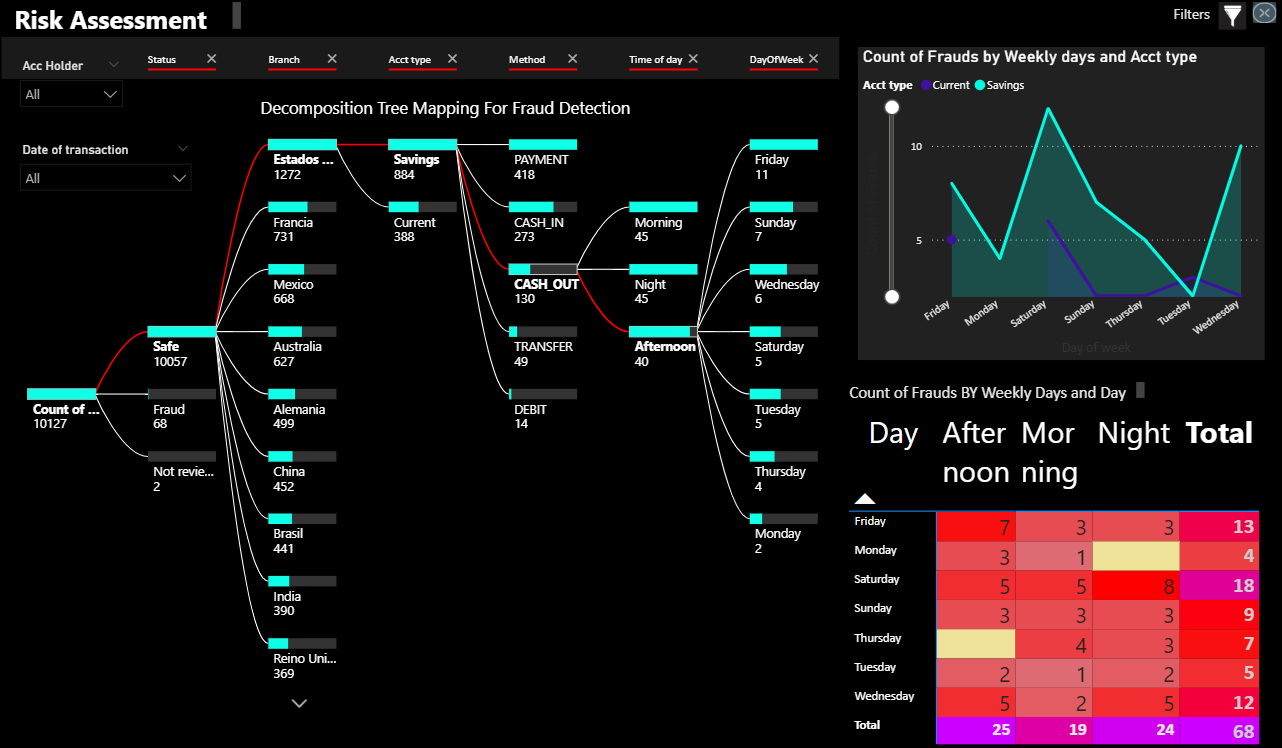 Risk Assessment
Filters
Acc Holder
All
Date of transaction
All
Status
Branch
Acct type
Method
Time of day
DayOfWeek
Decomposition Tree Mapping For Fraud Detection
Count of ...
10127
Safe
10057
Fraud
68
Not revie...
2
Estados ...
1272
Francia
731
Mexico
668
Australia
627
Alemania
499
China
452
Brasil
441
India
390
Reino Uni...
369
Savings
884
Current
388
PAYMENT
418
CASH_IN
273
CASH_OUT
130
TRANSFER
49
DEBIT
14
Morning
45
Night
45
Afternoon
40
Friday
11
Sunday
7
Wednesday
6
Saturday
5
Tuesday
5
Thursday
4
Monday
2
Count of Frauds by Weekly days and Acct type
Acct type Current Savings
10
5
Friday
Monday
Saturday
Sunday
Thursday
Tuesday
Wednesday
Day of week
Count of Frauds BY Weekly Days and Day
Day After Mor Night Total
noon ning
Friday 7 3 3 13
Monday 3 1 4
Saturday 5 5 8 18
Sunday 3 3 3 9
Thursday 4 3 7
Tuesday 2 1 2 5
Wednesday 5 2 5 12
Total 25 19 24 68